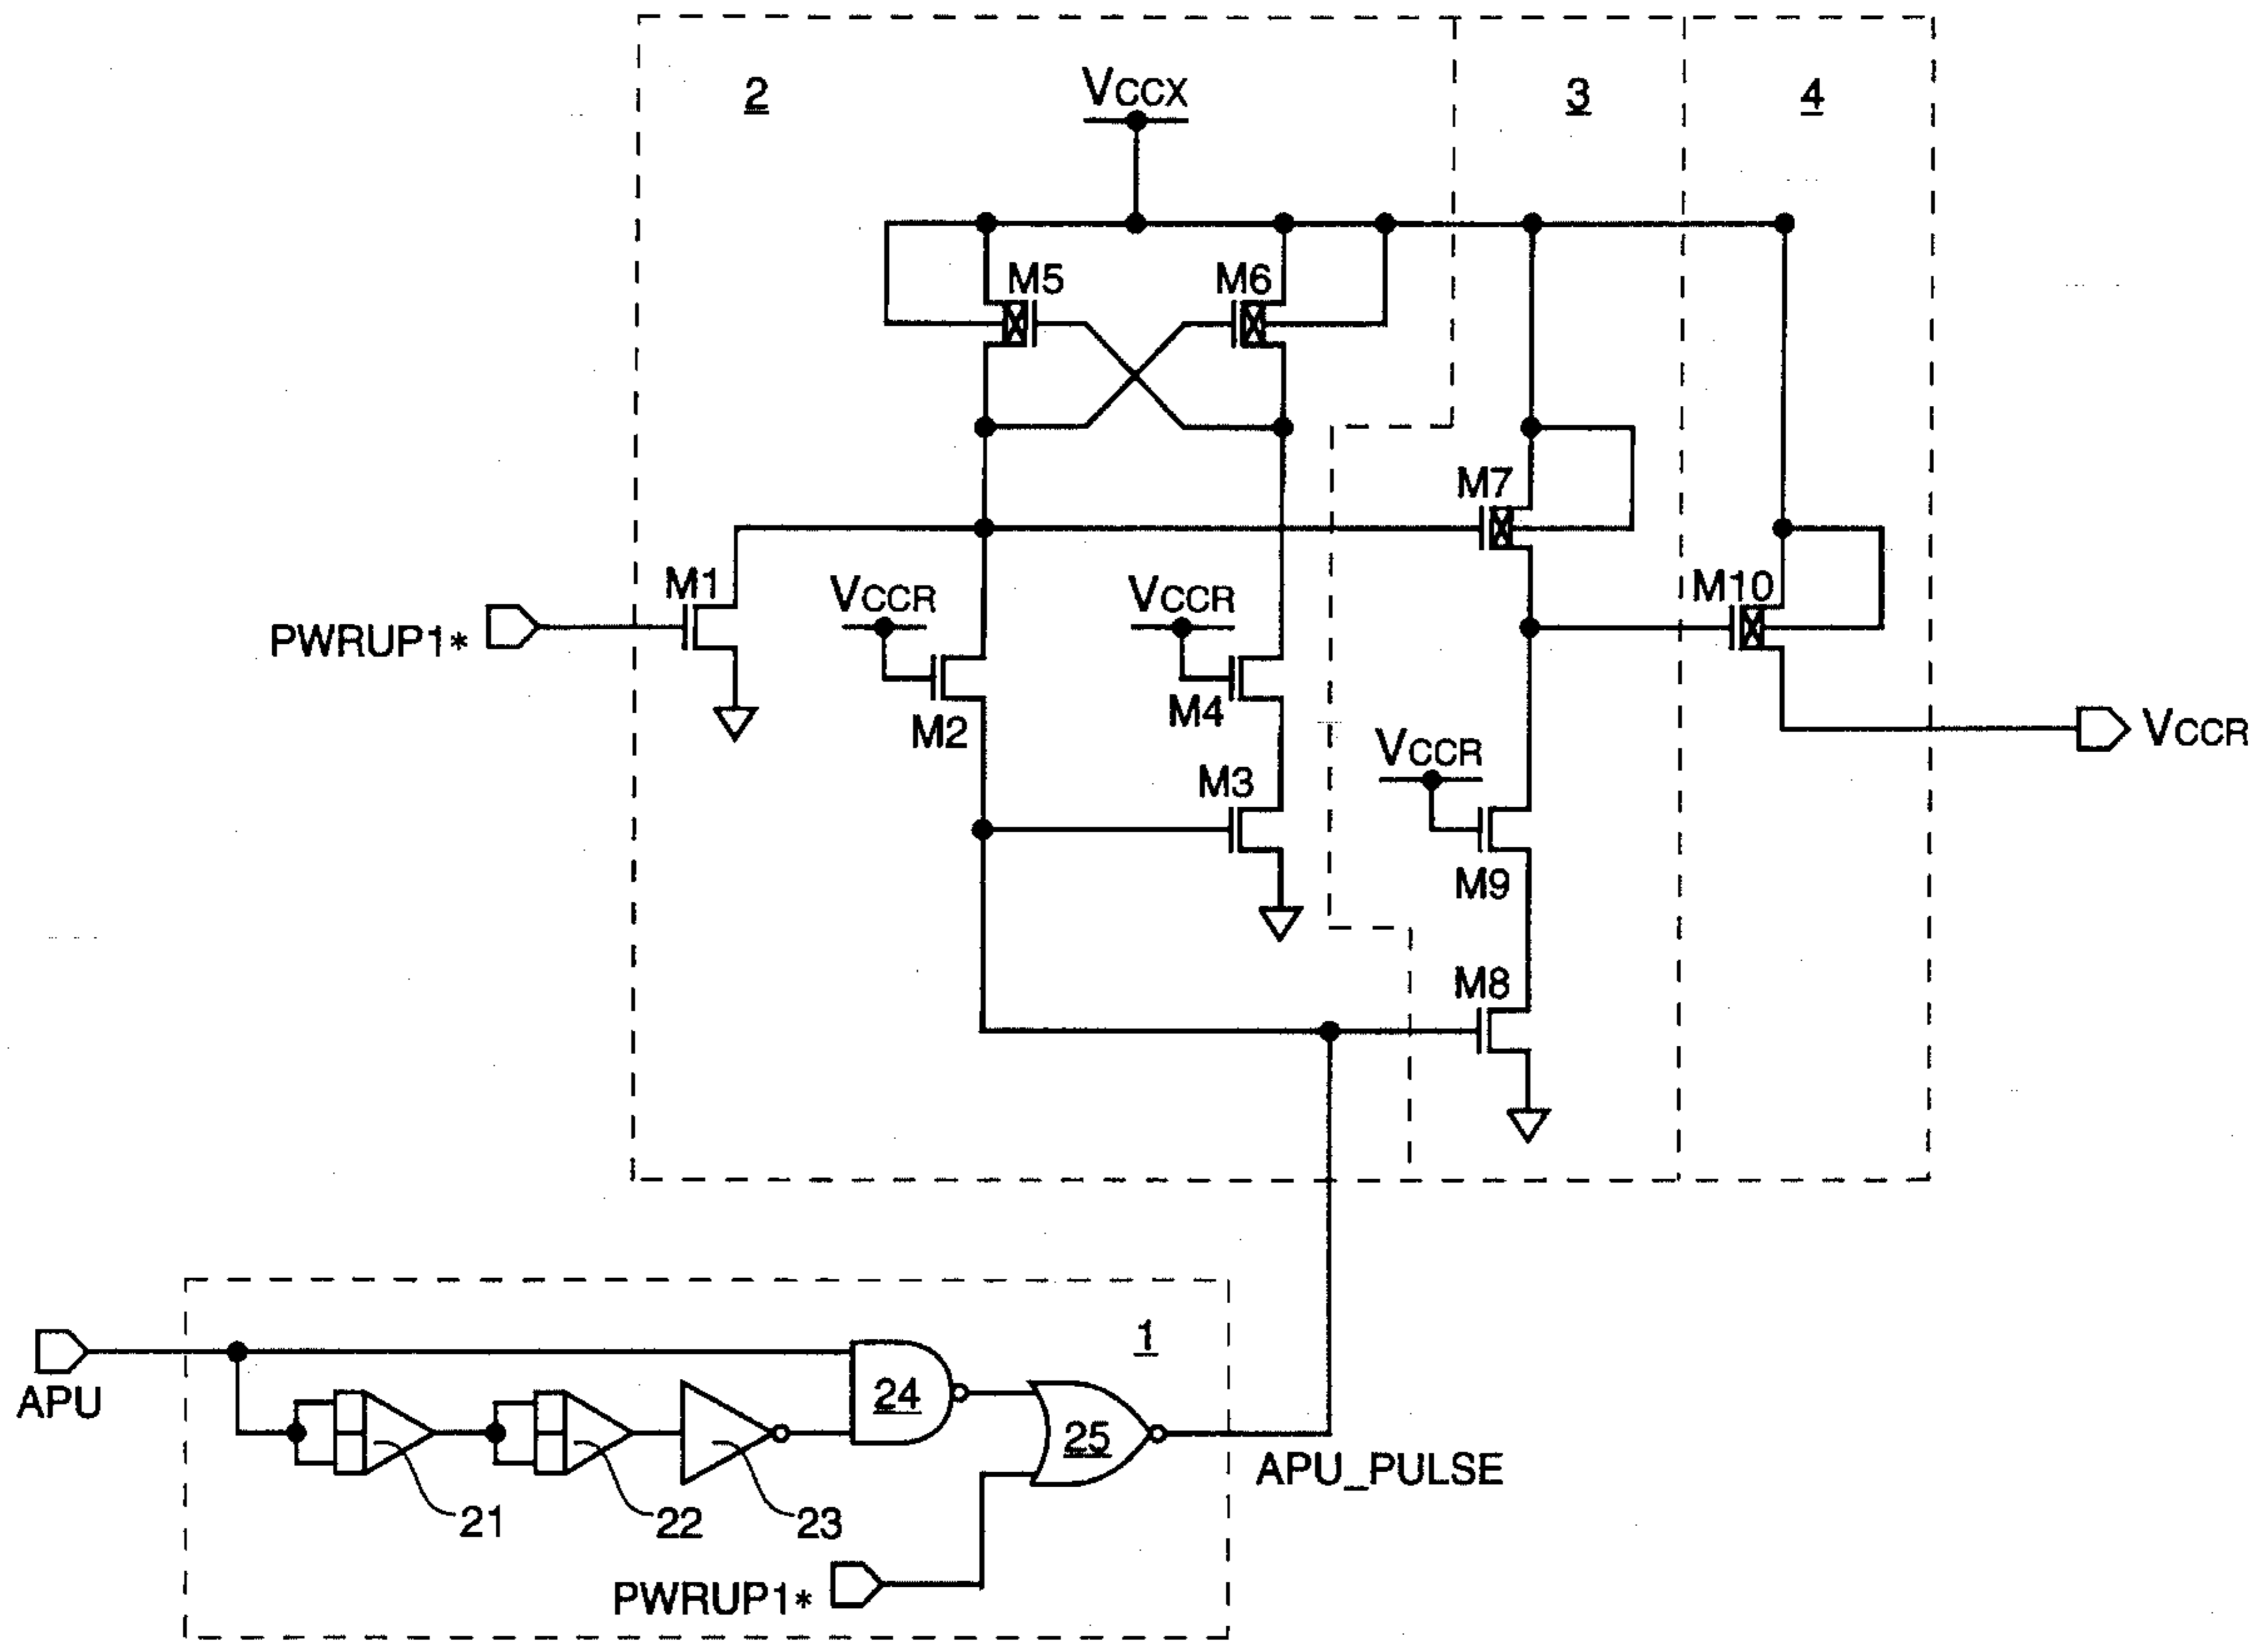 2
3
4
VCCX
M5
M6
M7
M1
VCCR
VCCR
M10
PWRUP1*
M2
M4
VCCR
VCCR
M3
M9
M8
1
APU
24
25
APU_PULSE
21
22
23
PWRUP1*